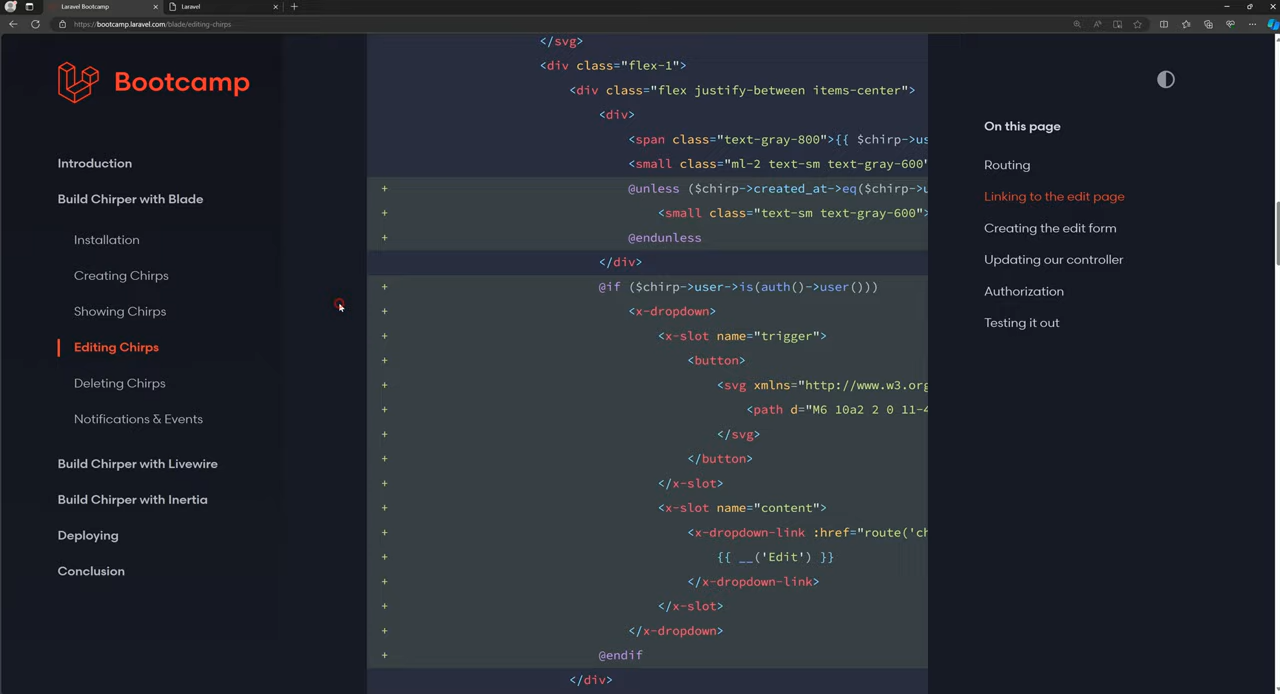 Laravel Bootcamp
Laravel
https://bootcamp.laravel.com/blade/editing-chirps
Bootcamp
Introduction
Build Chirper with Blade
Installation
Creating Chirps
Showing Chirps
Editing Chirps
Deleting Chirps
Notifications & Events
Build Chirper with Livewire
Build Chirper with Inertia
Deploying
Conclusion
</svg>
<div class="flex-1">
<div class="flex justify-between items-center">
<div>
<span class="text-gray-800">{{ $chirp->us
<small class="ml-2 text-sm text-gray-600"
+ @unless ($chirp->created_at->eq($chirp->u
+ <small class="text-sm text-gray-600">
+ @endunless
</div>
+ @if ($chirp->user->is(auth()->user()))
+ <x-dropdown>
+ <x-slot name="trigger">
+ <button>
+ <svg xmlns="http://www.w3.org
+ <path d="M6 10a2 2 0 11-4
+ </svg>
+ </button>
+ </x-slot>
+ <x-slot name="content">
+ <x-dropdown-link :href="route('ch
+ {{ __('Edit') }}
+ </x-dropdown-link>
+ </x-slot>
+ </x-dropdown>
+ @endif
</div>
On this page
Routing
Linking to the edit page
Creating the edit form
Updating our controller
Authorization
Testing it out